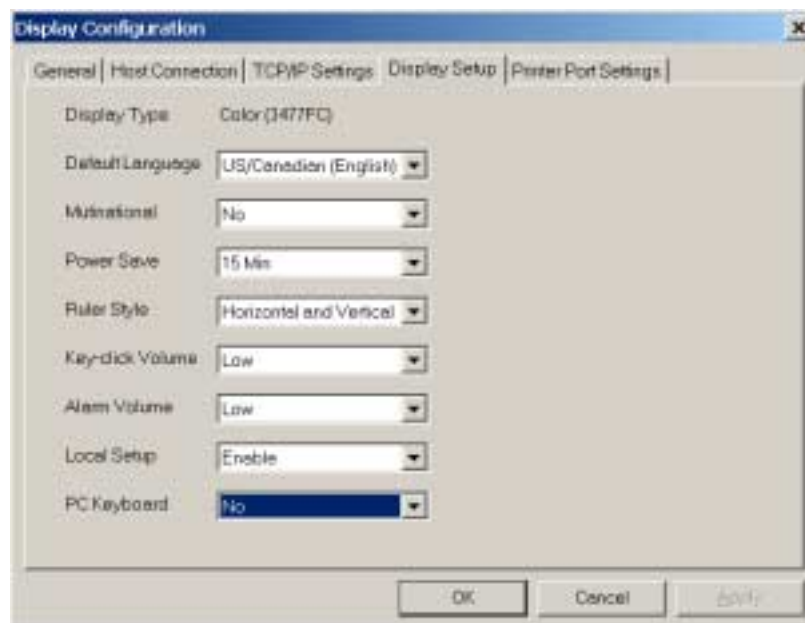 Display Configuration
General
Host Connection
TCP/IP Settings
Display Setup
Printer Port Settings
Display Type Color (3477FC)
Default Language US/Canadian (English)
Mutinational No
Power Save 15 Min
Ruler Style Horizontal and Vertical
Key-click Volume Low
Alarm Volume Low
Local Setup Enable
PC Keyboard No
OK
Cancel
Apply